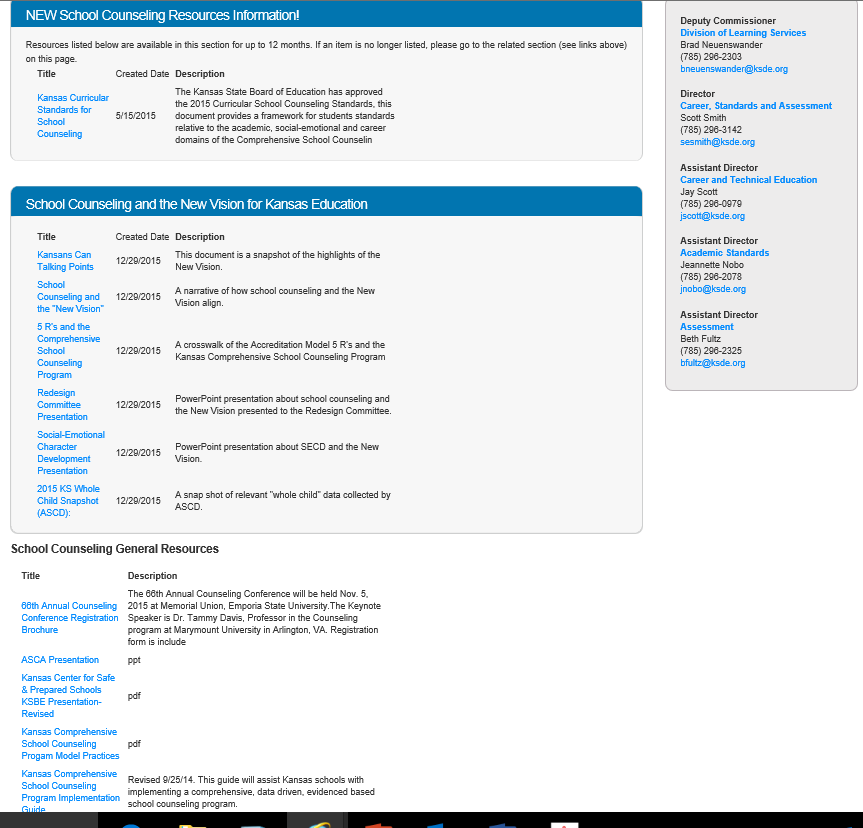 NEW School Counseling Resources Information!
Resources listed below are available in this section for up to 12 months. If an item is no longer listed, please go to the related section (see links above)
on this page.
Title Created Date Description
Kansas Curricular
Standards for
School
Counseling
5/15/2015
The Kansas State Board of Education has approved
the 2015 Curricular School Counseling Standards, this
document provides a framework for students standards
relative to the academic, social-emotional and career
domains of the Comprehensive School Counselin
School Counseling and the New Vision for Kansas Education
Title Created Date Description
Kansans Can
Talking Points
12/29/2015
This document is a snapshot of the highlights of the
New Vision.
School
Counseling and
the "New Vision"
12/29/2015
A narrative of how school counseling and the New
Vision align.
5 R's and the
Comprehensive
School
Counseling
Program
12/29/2015
A crosswalk of the Accreditation Model 5 R's and the
Kansas Comprehensive School Counseling Program
Redesign
Committee
Presentation
12/29/2015
PowerPoint presentation about school counseling and
the New Vision presented to the Redesign Committee.
Social-Emotional
Character
Development
Presentation
12/29/2015
PowerPoint presentation about SECD and the New
Vision.
2015 KS Whole
Child Snapshot
(ASCD):
12/29/2015
A snap shot of relevant "whole child" data collected by
ASCD.
School Counseling General Resources
Title Description
66th Annual Counseling
Conference Registration
Brochure
The 66th Annual Counseling Conference will be held Nov. 5,
2015 at Memorial Union, Emporia State University.The Keynote
Speaker is Dr. Tammy Davis, Professor in the Counseling
program at Marymount University in Arlington, VA. Registration
form is include
ASCA Presentation ppt
Kansas Center for Safe
& Prepared Schools
KSBE Presentation-
Revised
pdf
Kansas Comprehensive
School Counseling
Progam Model Practices
pdf
Kansas Comprehensive
School Counseling
Program Implementation
Guide
Revised 9/25/14. This guide will assist Kansas schools with
implementing a comprehensive, data driven, evidenced based
school counseling program.
Deputy Commissioner
Division of Learning Services
Brad Neuenswander
(785) 296-2303
bneuenswander@ksde.org
Director
Career, Standards and Assessment
Scott Smith
(785) 296-3142
sesmith@ksde.org
Assistant Director
Career and Technical Education
Jay Scott
(785) 296-0979
jscott@ksde.org
Assistant Director
Academic Standards
Jeannette Nobo
(785) 296-2078
jnobo@ksde.org
Assistant Director
Assessment
Beth Fultz
(785) 296-2325
bfultz@ksde.org